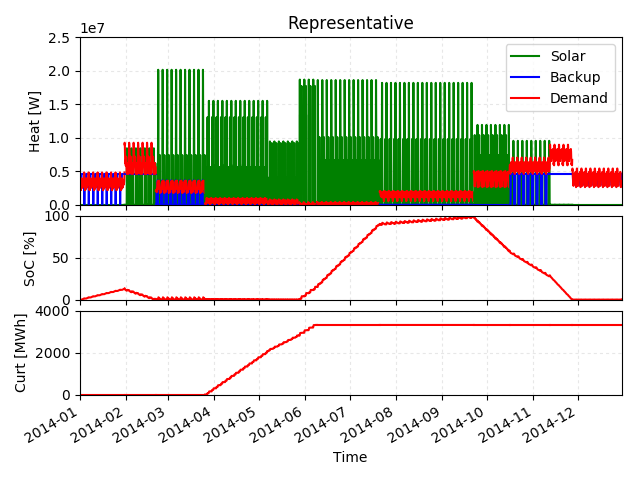 Representative
1e7
2.5
2.0
1.5
1.0
0.5
0.0
Heat [W]
Solar
Backup
Demand
100
50
0
SoC [%]
4000
2000
0
Curt [MWh]
2014-01
2014-02
2014-03
2014-04
2014-05
2014-06
2014-07
2014-08
2014-09
2014-10
2014-11
2014-12
Time